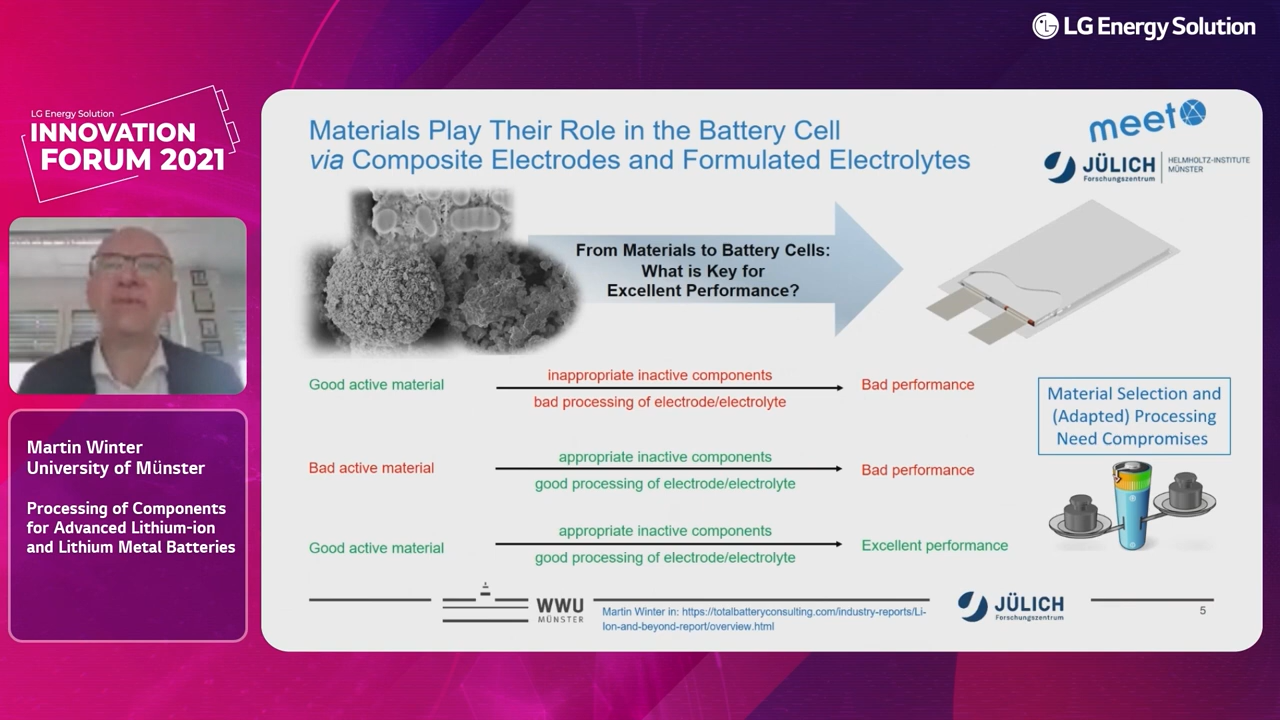 LG Energy Solution
LG Energy Solution
INNOVATION
FORUM 2021
Martin Winter
University of Münster
Processing of Components
for Advanced Lithium-ion
and Lithium Metal Batteries
Materials Play Their Role in the Battery Cell
via Composite Electrodes and Formulated Electrolytes
meet
JÜLICH
Forschungszentrum
HELMHOLTZ-INSTITUTE
MÜNSTER
From Materials to Battery Cells:
What is Key for
Excellent Performance?
Good active material
inappropriate inactive components
bad processing of electrode/electrolyte
Bad performance
Bad active material
appropriate inactive components
good processing of electrode/electrolyte
Bad performance
Good active material
appropriate inactive components
good processing of electrode/electrolyte
Excellent performance
Material Selection and
(Adapted) Processing
Need Compromises
WWU
MÜNSTER
Martin Winter in: https://totalbatteryconsulting.com/industry-reports/Li-
Ion-and-beyond-report/overview.html
JÜLICH
Forschungszentrum
5